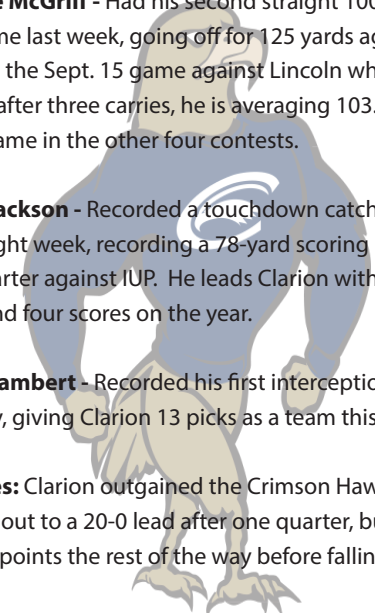 McGriff - Had his second straight 100
me last week, going off for 125 yards ag
the Sept. 15 game against Lincoln wh
after three carries, he is averaging 103.
ame in the other four contests.
ackson - Recorded a touchdown catch
ght week, recording a 78-yard scoring
arter against IUP.  He leads Clarion with
nd four scores on the year.
ambert - Recorded his first interceptio
y, giving Clarion 13 picks as a team this
es: Clarion outgained the Crimson Haw
out to a 20-0 lead after one quarter, bu
points the rest of the way before fallin